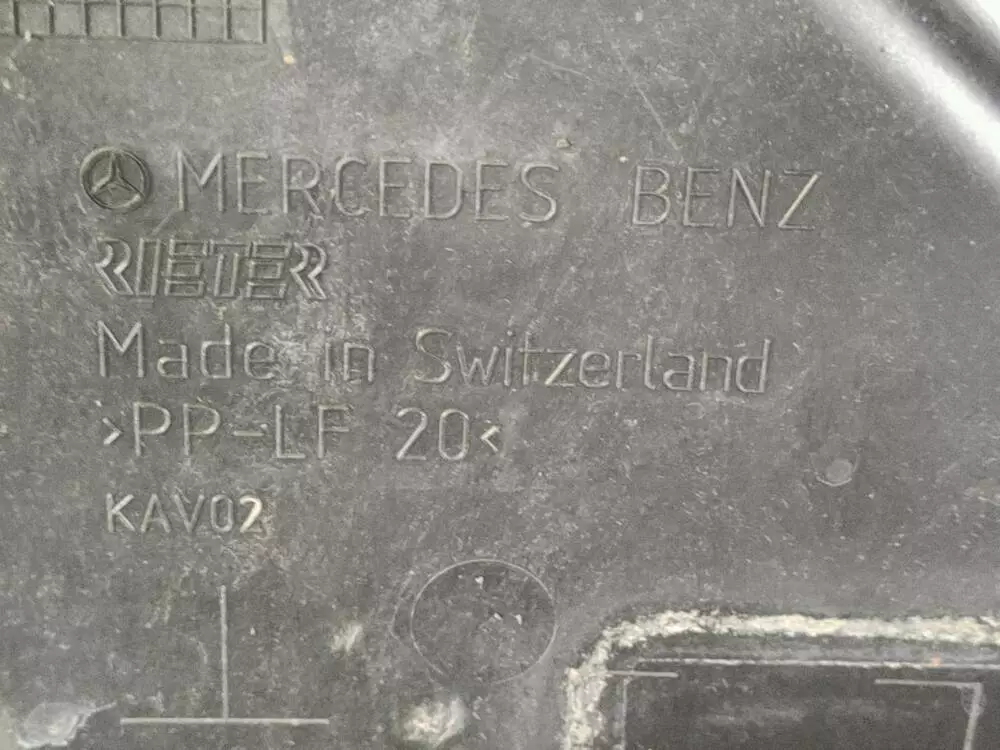 MERCEDES BENZ
RIETER
Made in Switzerland
>PP-LF 20<
KAV02